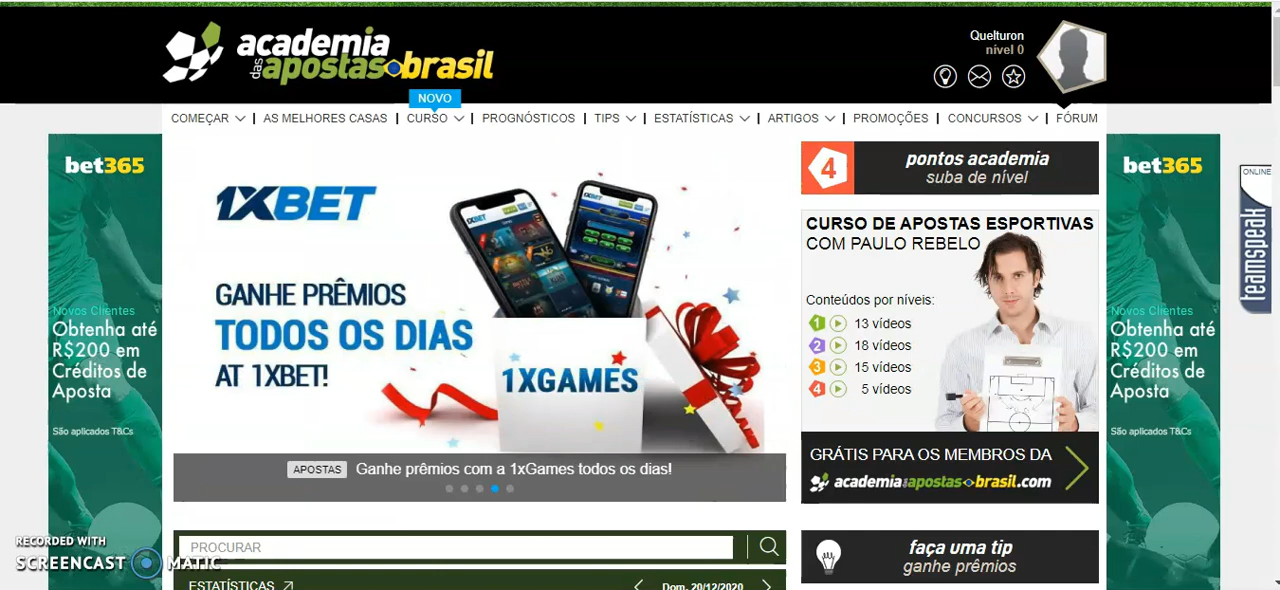 academia
das apostas brasil
Quelturon
nível 0
NOVO
COMEÇAR
AS MELHORES CASAS
CURSO
PROGNÓSTICOS
TIPS
ESTATÍSTICAS
ARTIGOS
PROMOÇÕES
CONCURSOS
FÓRUM
bet365
Novos Clientes
Obtenha até
R$200 em
Créditos de
Aposta
São aplicados T&Cs
1XBET
GANHE PRÊMIOS
TODOS OS DIAS
AT 1XBET!
1XBET
1XBET
1XGAMES
APOSTAS Ganhe prêmios com a 1xGames todos os dias!
4 pontos academia
suba de nível
CURSO DE APOSTAS ESPORTIVAS
COM PAULO REBELO
Conteúdos por níveis:
1 13 vídeos
2 18 vídeos
3 15 vídeos
4 5 vídeos
GRÁTIS PARA OS MEMBROS DA
academia das apostas brasil.com
bet365
Novos Clientes
Obtenha até
R$200 em
Créditos de
Aposta
São aplicados T&Cs
ONLINE
teamspeak
PROCURAR
ESTATÍSTICAS
Dom, 20/12/2020
faça uma tip
ganhe prêmios
RECORDED WITH
SCREENCAST MATIC